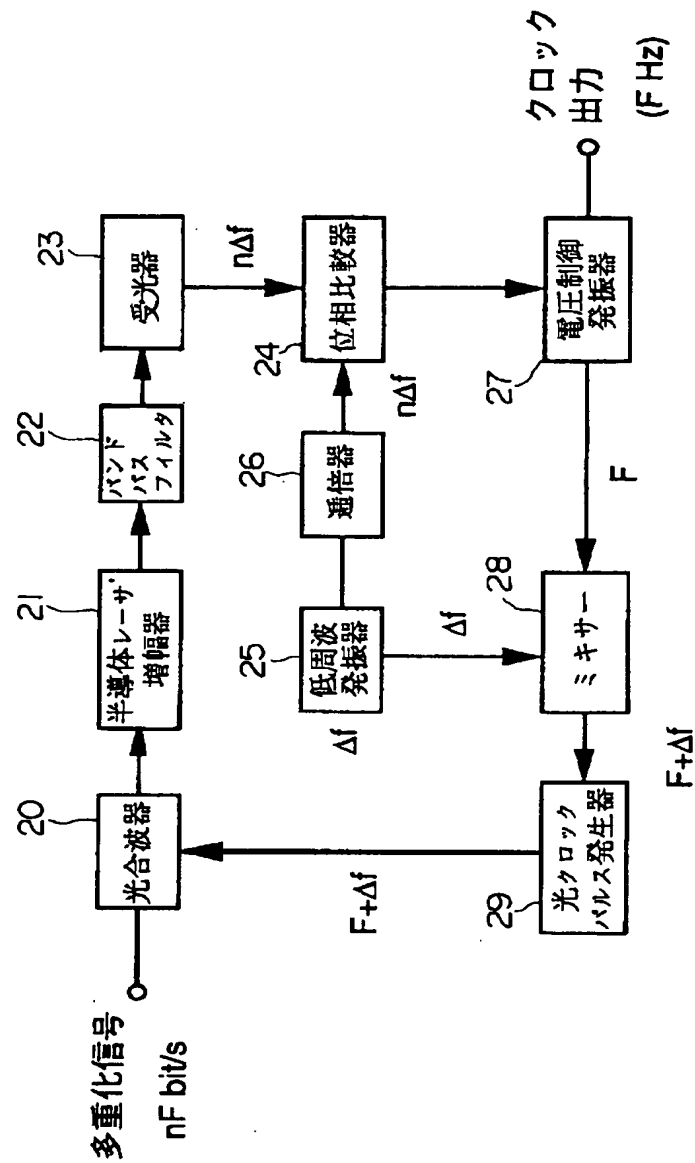 多重化信号
nF bit/s
20
光合波器
21
半導体レーザ
増幅器
22
バンド
パス
フィルタ
23
受光器
nΔf
24
位相比較器
nΔf
26
逓倍器
25
低周波
発振器
Δf
Δf
27
電圧制御
発振器
クロック
出力
(F Hz)
F
28
ミキサー
F+Δf
29
光クロック
パルス発生器
F+Δf